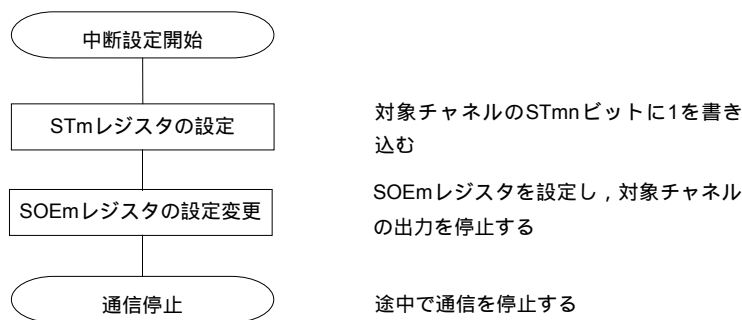 中断設定開始
STmレジスタの設定
対象チャネルのSTmnビットに1を書き
込む
SOEmレジスタの設定変更
SOEmレジスタを設定し，対象チャネル
の出力を停止する
通信停止
途中で通信を停止する